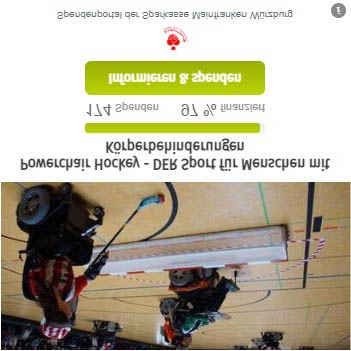 Powerchair Hockey - DER Sport für Menschen mit
Körperbehinderungen
174 Spenden 97 % finanziert
Informieren & spenden
Spendenportal der Sparkasse Mainfranken Würzburg